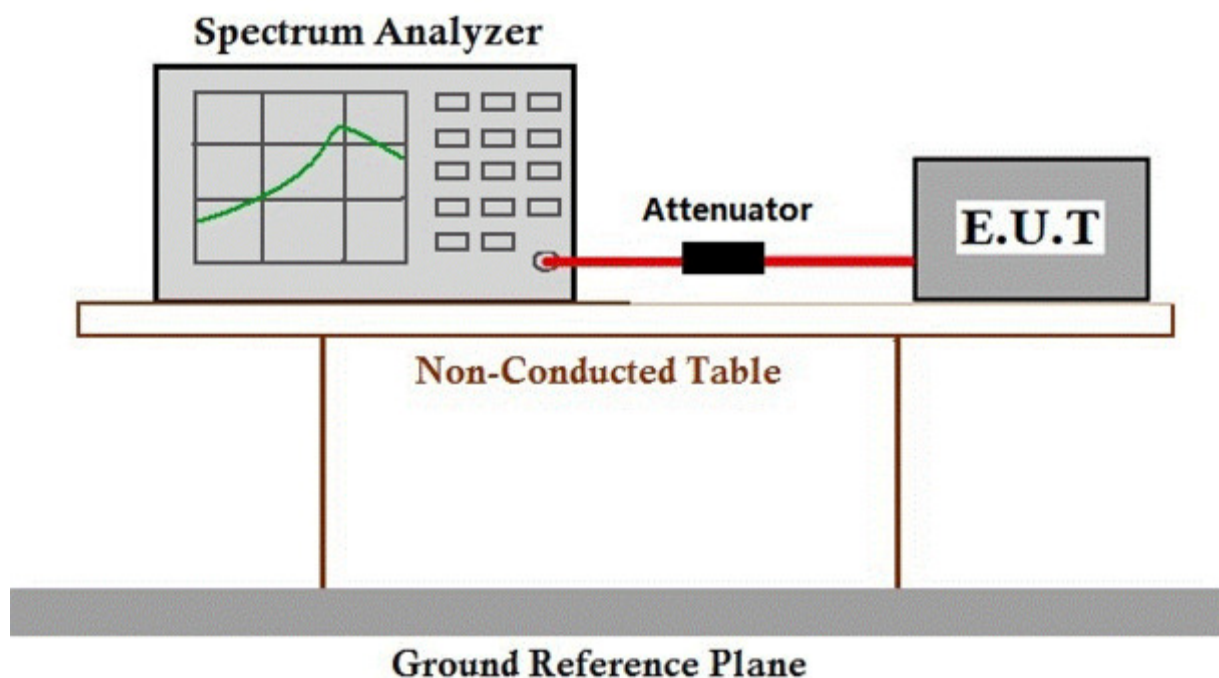 Spectrum Analyzer
Attenuator
E.U.T
Non-Conducted Table
Ground Reference Plane